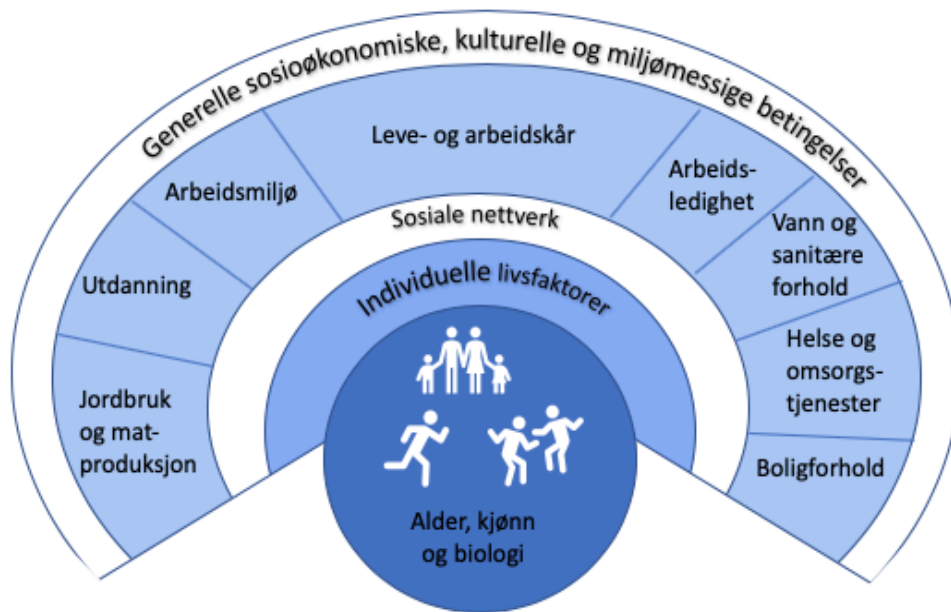 Generelle sosioøkonomiske, kulturelle og miljømessige betingelser
Leve- og arbeidskår
Arbeidsmiljø
Arbeids-
ledighet
Sosiale nettverk
Vann og
sanitære
forhold
Utdanning
Individuelle livsfaktorer
Helse og
omsorgs-
tjenester
Jordbruk
og mat-
produksjon
Boligforhold
Alder, kjønn
og biologi